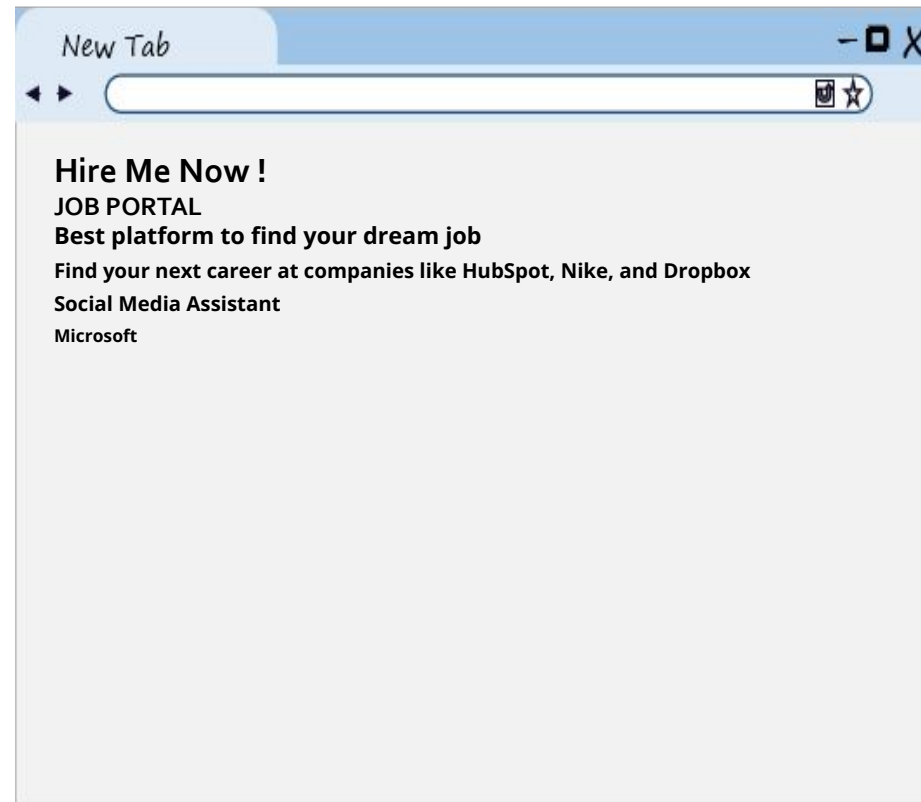 New Tab
Hire Me Now !
JOB PORTAL
Best platform to find your dream job
Find your next career at companies like HubSpot, Nike, and Dropbox
Social Media Assistant
Microsoft